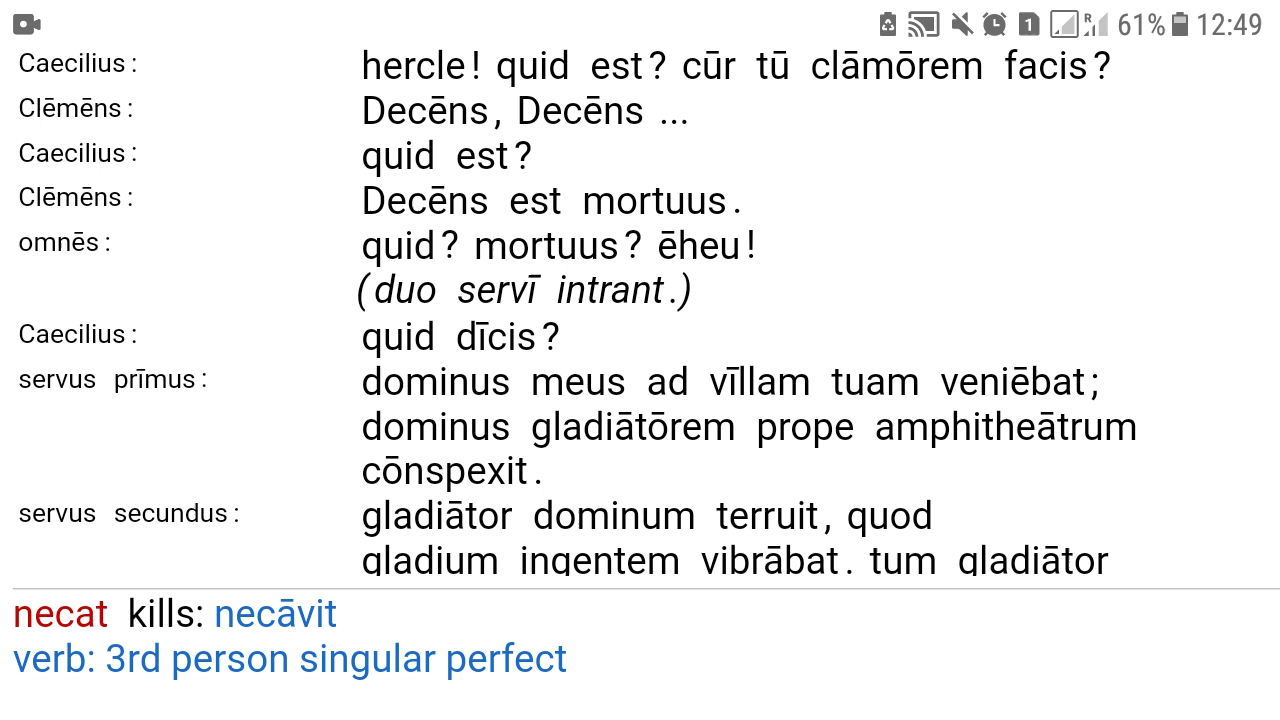 1 R 61% 12:49
Caecilius : hercle ! quid est ? cūr tū clāmōrem facis ?
Clēmēns : Decēns , Decēns ...
Caecilius : quid est ?
Clēmēns : Decēns est mortuus .
omnēs : quid ? mortuus ? ēheu !
(duo servī intrant .)
Caecilius : quid dīcis ?
servus prīmus : dominus meus ad vīllam tuam veniēbat ;
dominus gladiātōrem prope amphitheātrum
cōnspexit .
servus secundus : gladiātor dominum terruit , quod
gladium ingentem vibrābat . tum gladiātor
necat kills: necāvit
verb: 3rd person singular perfect